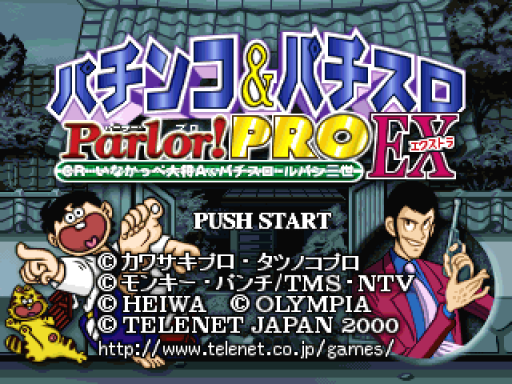 パチンコ&パチスロ
パーラー! プロ
Parlor! PRO EX
エクストラ
CRいなかっぺ大将A&パチスロルパン三世
PUSH START
© カワサキプロ・タツノコプロ
© モンキー・パンチ/TMS・NTV
© HEIWA © OLYMPIA
© TELENET JAPAN 2000
http://www.telenet.co.jp/games/